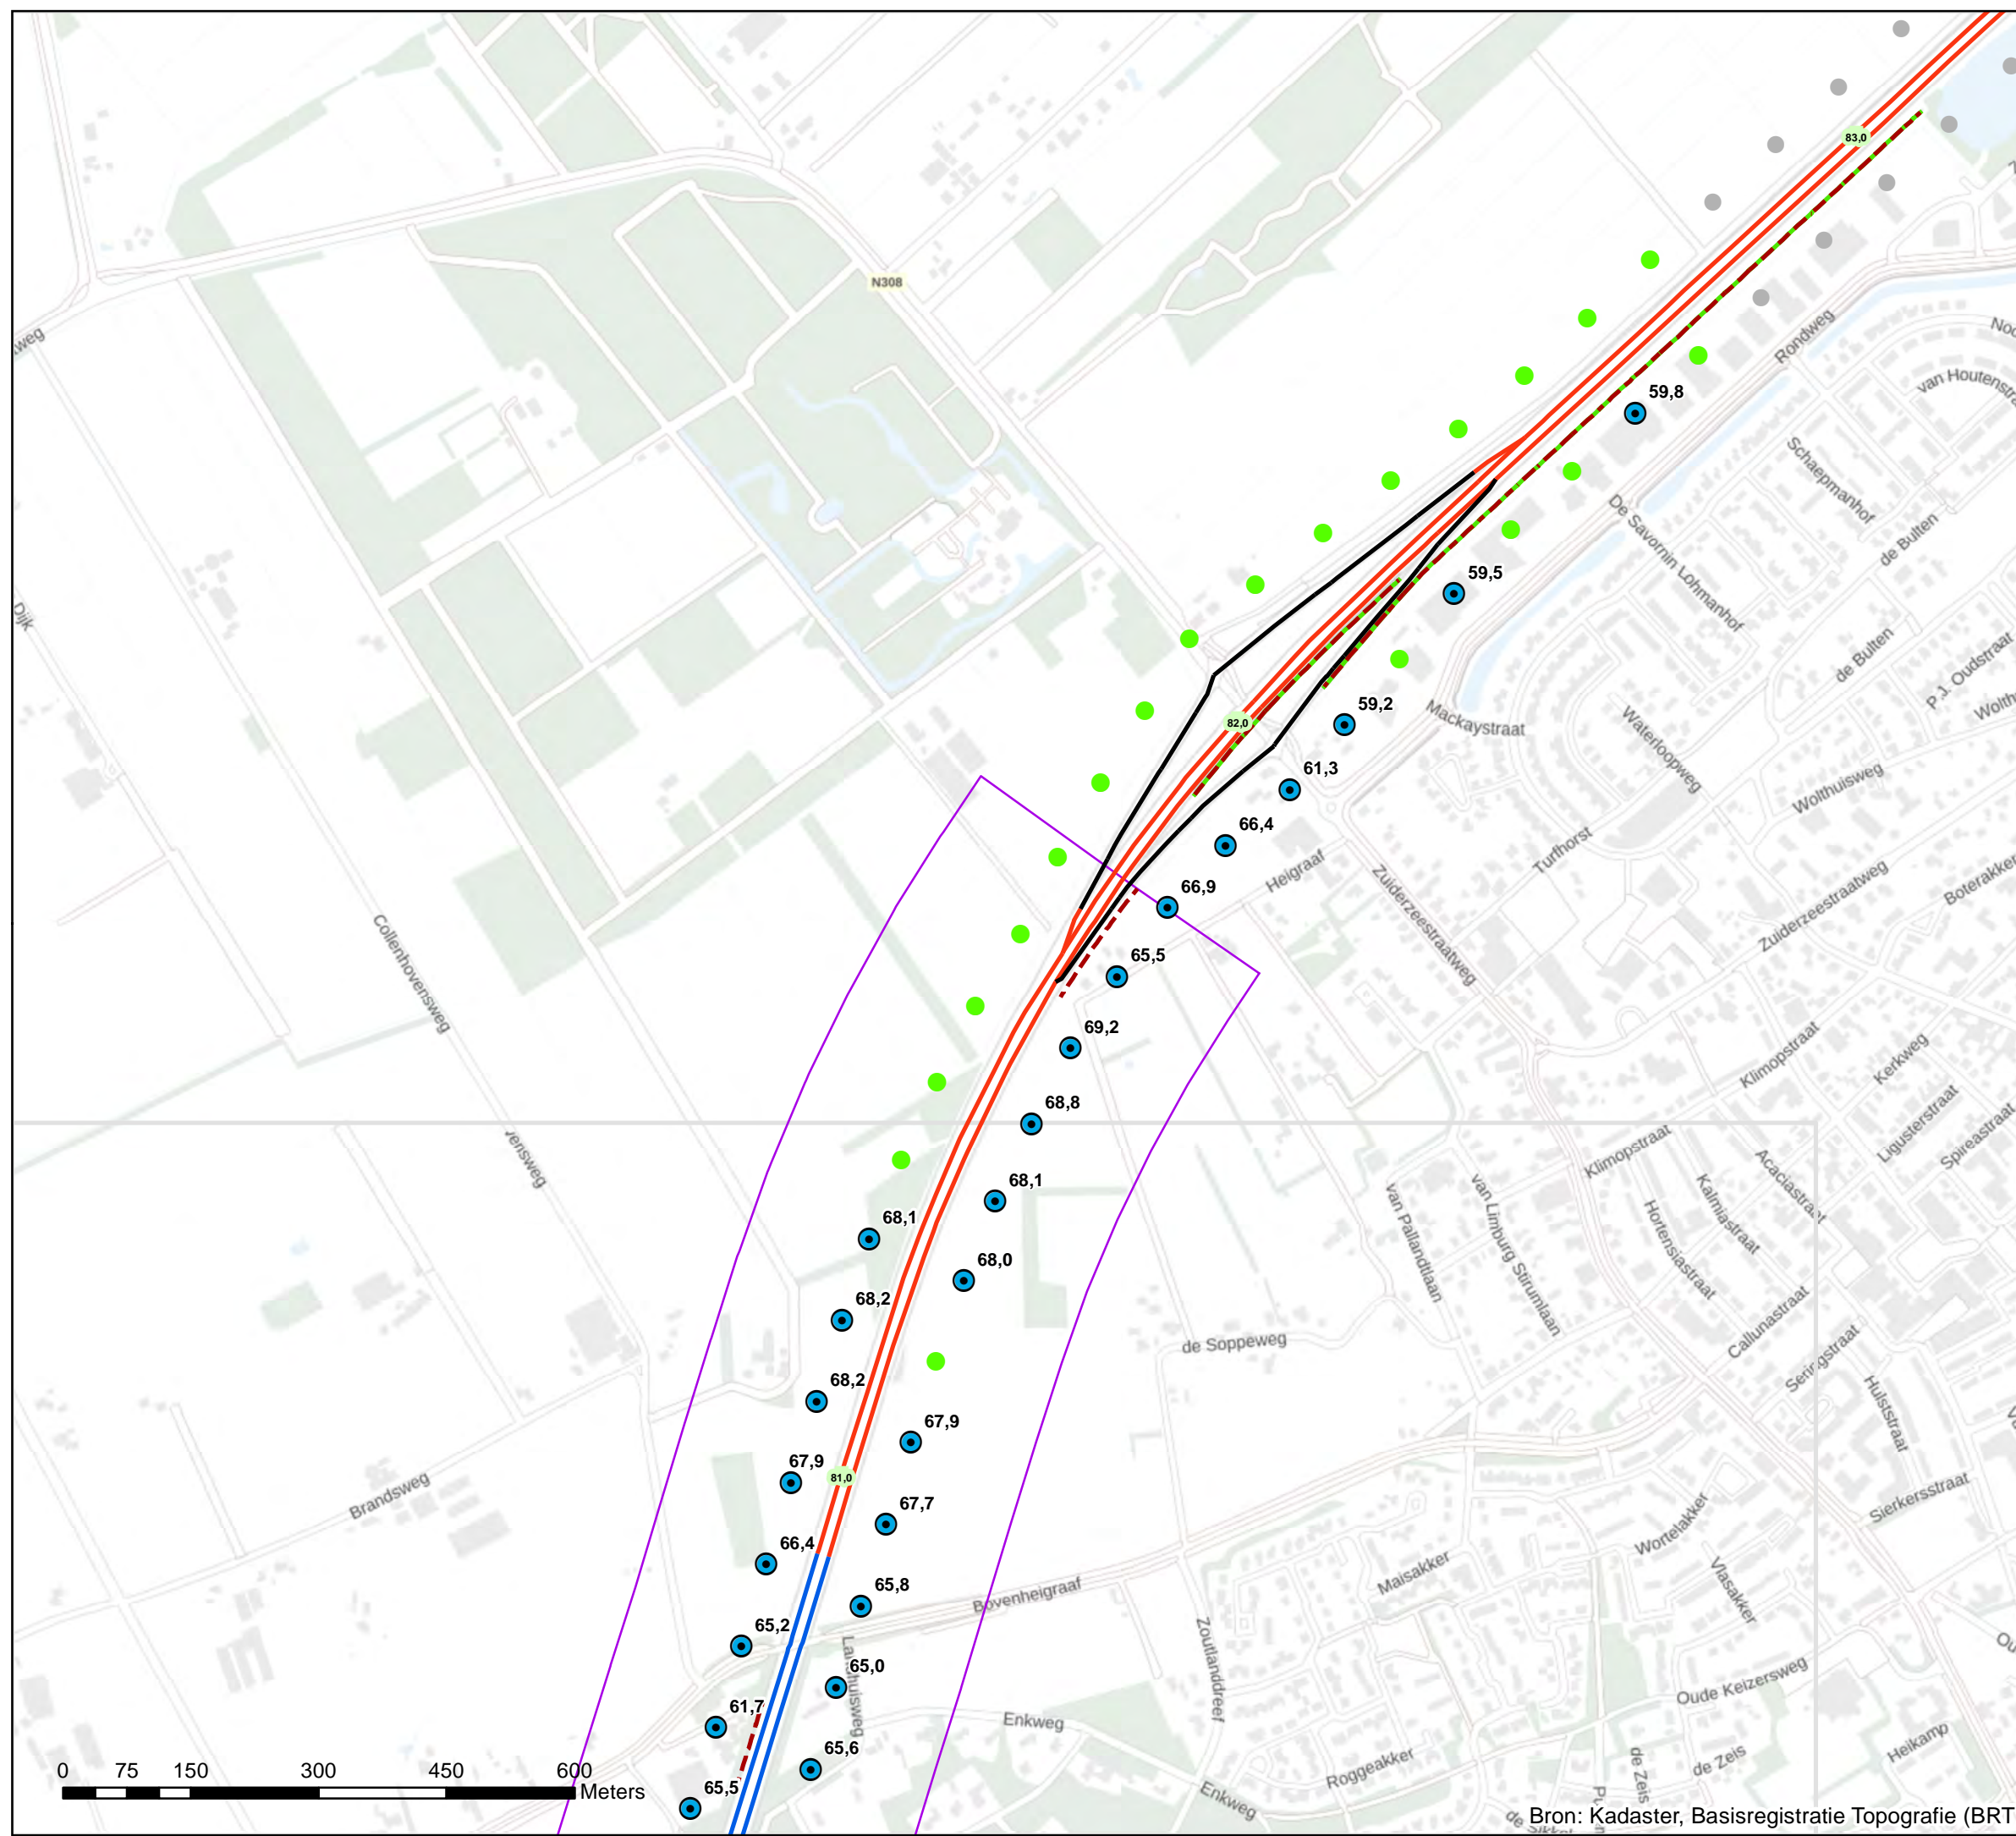 83,0
N308
Rondweg
van Houtenstra
59,8
Schaepmanhof
de Bulten
De Savornin Lohmanhof
59,5
Dijk
de Bulten
P.J. Oudstraat
Wolth
59,2
82,0
Mackaystraat
Waterloopweg
61,3
Wolthuisweg
66,4
Turfhorst
Heigraaf
Zuiderzeestraatweg
Zuiderzeestraatweg
Boterakke
66,9
Collenhovensweg
65,5
69,2
Klimopstraat
Kerkweg
68,8
Ligusterstraat
Spireastraat
Klimopstraat
Acaciastraat
vensweg
68,1
van Pallandtlaan
van Limburg Stirumlaan
Kalmiastraat
Hortensiastraat
68,1
68,0
68,2
Callunastraat
de Soppeweg
Seringstraat
68,2
Hulststraat
67,9
67,9
81,0
Brandsweg
Sierkersstraat
67,7
Wortelakker
66,4
Maisakker
Vlasakker
65,8
Bovenheigraaf
65,2
Zoutlanddreef
65,0
Landhuisweg
Oude Keizersweg
61,7
Enkweg
Heikamp
65,6
Roggeakker
de Zeis
de Zeis
65,5
Enkweg
0 75 150 300 450 600
Meters
Bron: Kadaster, Basisregistratie Topografie (BRT